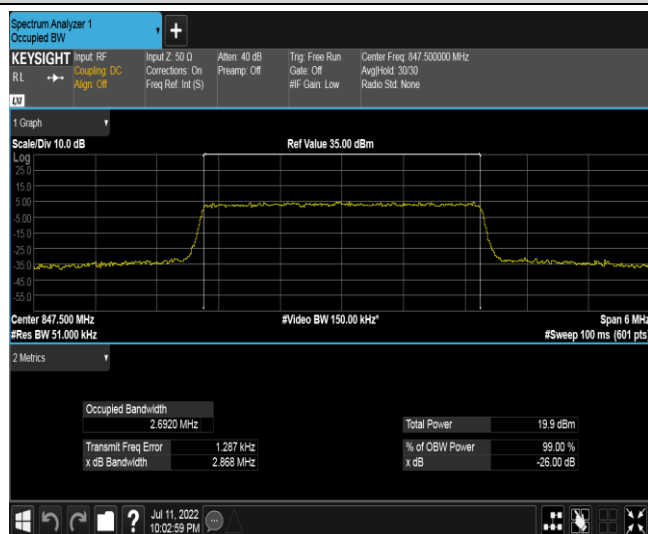 Spectrum Analyzer 1
Occupied BW
KEYSIGHT Input: RF Input Z: 50 Ω Atten: 40 dB Trig: Free Run Center Freq: 847.500000 MHz
RL Coupling: DC Corrections: On Preamp: Off Gate: Off Avg|Hold: 30/30
Align: Off Freq Ref: Int (S) #IF Gain: Low Radio Std: None
LXI
1 Graph
Scale/Div 10.0 dB Ref Value 35.00 dBm
Log
25.0
15.0
5.00
-5.00
-15.0
-25.0
-35.0
-45.0
-55.0
Center 847.500 MHz #Video BW 150.00 kHz* Span 6 MHz
#Res BW 51.000 kHz #Sweep 100 ms (601 pts)
2 Metrics
Occupied Bandwidth
2.6920 MHz Total Power 19.9 dBm
Transmit Freq Error 1.287 kHz % of OBW Power 99.00 %
x dB Bandwidth 2.868 MHz x dB -26.00 dB
? Jul 11, 2022
10:02:59 PM